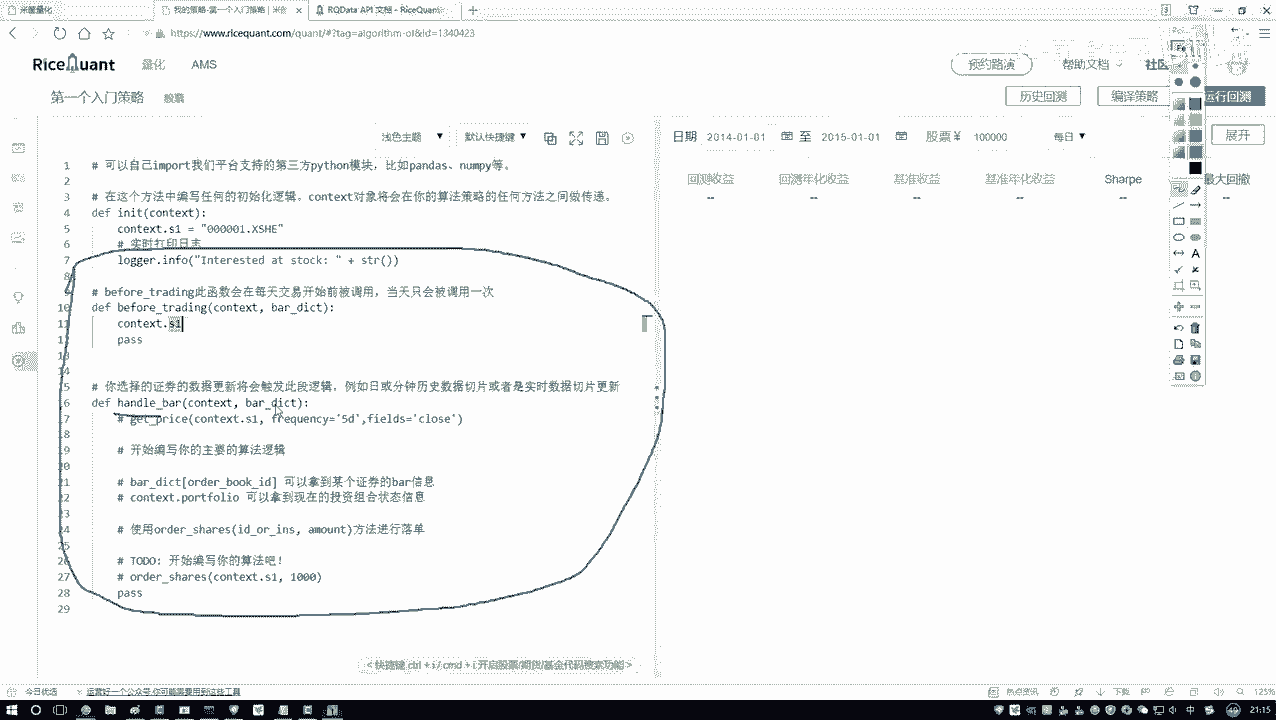 米筐量化
我的策略-第一个入门策略 | 米
RQData API 文档 - RiceQuant
https://www.ricequant.com/quant/#?tag=algorithm-ol&id=1340423
RiceQuant
量化
AMS
预约路演
帮助文档
社区
第一个入门策略
股票
历史回测
编译策略
运行回测
浅色主题
默认快捷键
日期 2014-01-01 至 2015-01-01 股票¥ 100000 每日
展开
回测收益 回测年化收益 基准收益 基准年化收益 Sharpe 最大回撤
-- -- -- -- -- --
1 # 可以自己import我们平台支持的第三方python模块，比如pandas、numpy等。
2
3 # 在这个方法中编写任何的初始化逻辑。context对象将会在你的算法策略的任何方法之间做传递。
4 def init(context):
5 context.s1 = "000001.XSHE"
6 # 实时打印日志
7 logger.info("Interested at stock: " + str())
8
9 # before_trading此函数会在每天交易开始前被调用，当天只会被调用一次
10 def before_trading(context, bar_dict):
11 context.s1
12 pass
13
14
15 # 你选择的证券的数据更新将会触发此段逻辑，例如日或分钟历史数据切片或者是实时数据切片更新
16 def handle_bar(context, bar_dict):
17 # get_price(context.s1, frequency='5d',fields='close')
18
19 # 开始编写你的主要的算法逻辑
20
21 # bar_dict[order_book_id] 可以拿到某个证券的bar信息
22 # context.portfolio 可以拿到现在的投资组合状态信息
23
24 # 使用order_shares(id_or_ins, amount)方法进行落单
25
26 # TODO: 开始编写你的算法吧！
27 # order_shares(context.s1, 1000)
28 pass
29
<快捷键 ctrl + i / cmd + i 开启股票/期货/基金代码搜索功能>
今日优选
运营好一个公众号,你可能需要用到这些工具
热点资讯
下载
125%
中
21:15